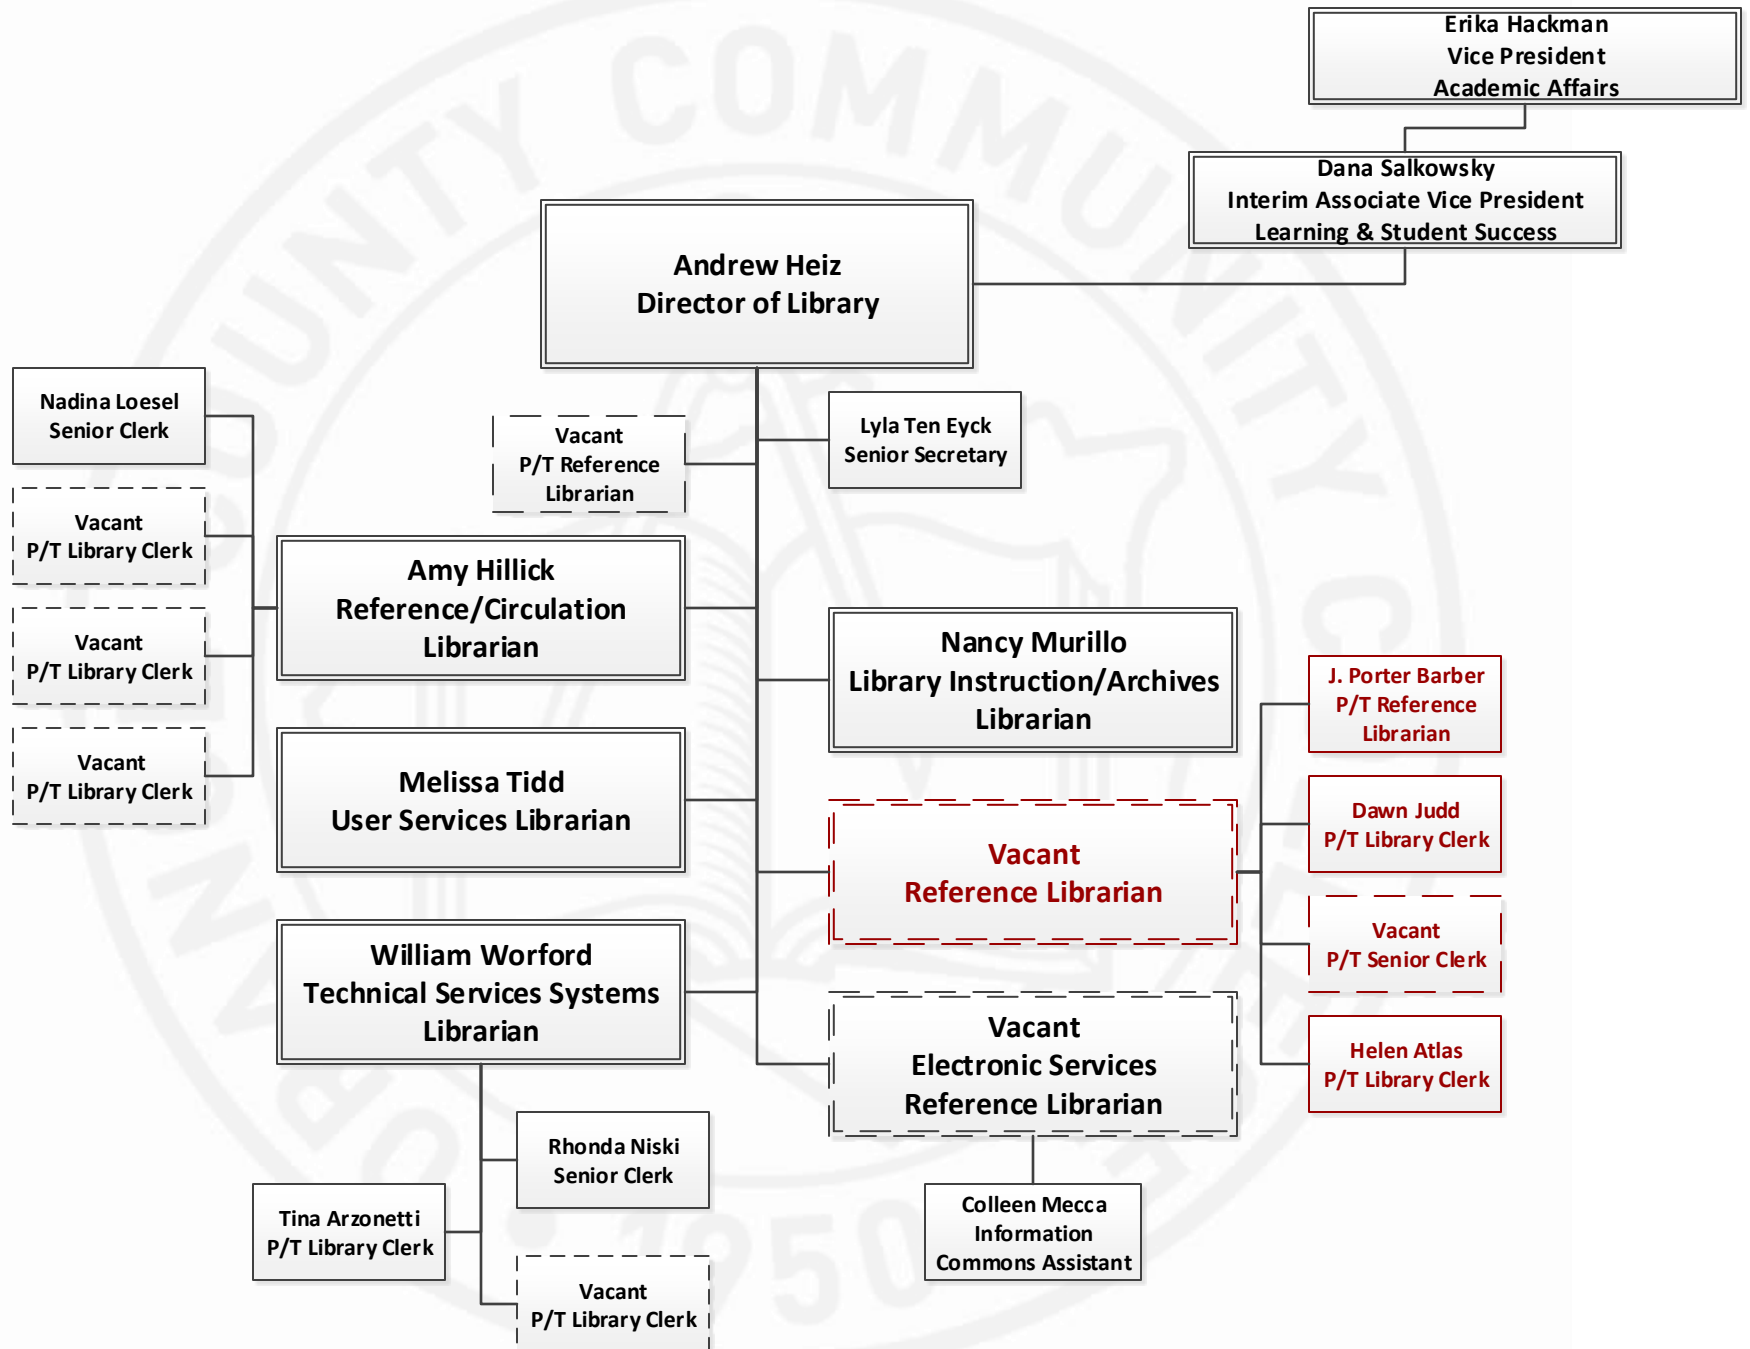 Erika Hackman
Vice President
Academic Affairs
Dana Salkowsky
Interim Associate Vice President
Learning & Student Success
Andrew Heiz
Director of Library
Nadina Loesel
Senior Clerk
Vacant
P/T Reference
Librarian
Lyla Ten Eyck
Senior Secretary
Vacant
P/T Library Clerk
Amy Hillick
Reference/Circulation
Librarian
Vacant
P/T Library Clerk
Nancy Murillo
Library Instruction/Archives
Librarian
J. Porter Barber
P/T Reference
Librarian
Vacant
P/T Library Clerk
Melissa Tidd
User Services Librarian
Dawn Judd
P/T Library Clerk
Vacant
Reference Librarian
Vacant
P/T Senior Clerk
William Worford
Technical Services Systems
Librarian
Vacant
Electronic Services
Reference Librarian
Helen Atlas
P/T Library Clerk
Rhonda Niski
Senior Clerk
Tina Arzonetti
P/T Library Clerk
Colleen Mecca
Information
Commons Assistant
Vacant
P/T Library Clerk
COUNTY COMMUNITY
1950